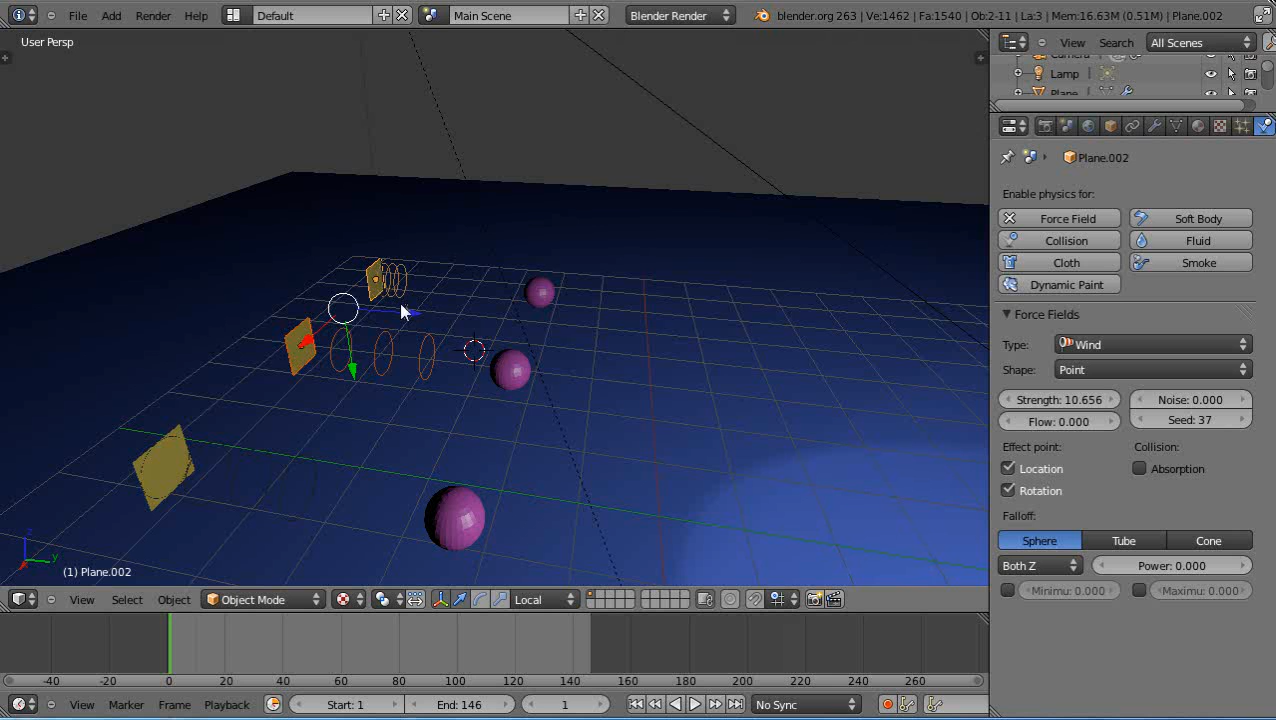 File Add Render Help Default Main Scene Blender Render blender.org 263 | Ve:1462 | Fa:1540 | Ob:2-11 | La:3 | Mem:16.63M (0.51M) | Plane.002
User Persp
View Search All Scenes
Camera
Lamp
Plane
Plane.002
Enable physics for:
Force Field Soft Body
Collision Fluid
Cloth Smoke
Dynamic Paint
Force Fields
Type: Wind
Shape: Point
Strength: 10.656 Noise: 0.000
Flow: 0.000 Seed: 37
Effect point: Collision:
Location Absorption
Rotation
Falloff:
Sphere Tube Cone
Both Z Power: 0.000
Minimu: 0.000 Maximu: 0.000
z
y
x
(1) Plane.002
View Select Object Object Mode Local
-40 -20 0 20 40 60 80 100 120 140 160 180 200 220 240 260
View Marker Frame Playback Start: 1 End: 146 1 No Sync